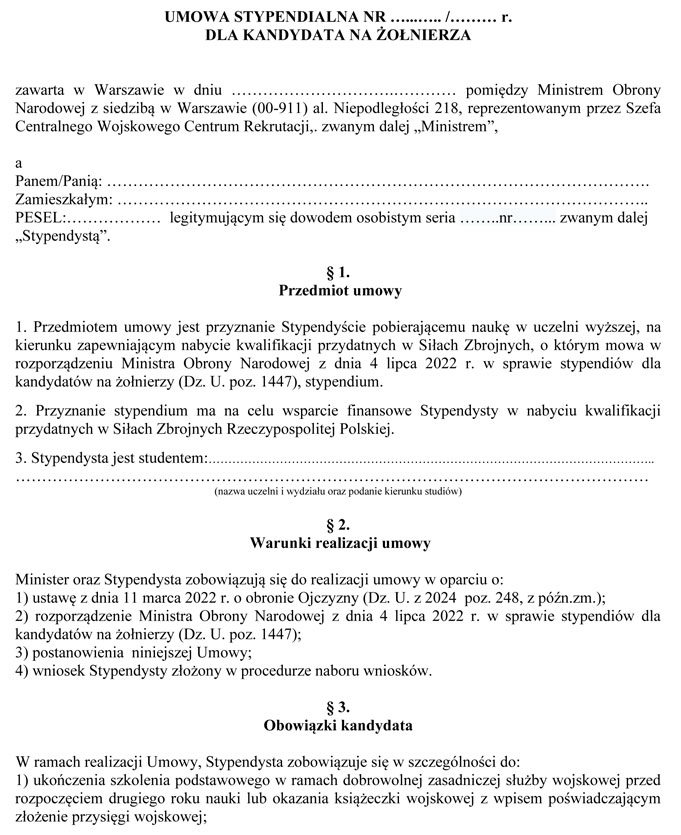 UMOWA STYPENDIALNA NR …...….. /……… r.
DLA KANDYDATA NA ŻOŁNIERZA
zawarta w Warszawie w dniu ………………………….………… pomiędzy Ministrem Obrony
Narodowej z siedzibą w Warszawie (00-911) al. Niepodległości 218, reprezentowanym przez Szefa
Centralnego Wojskowego Centrum Rekrutacji,. zwanym dalej „Ministrem”,
a
Panem/Panią: ………………………………………………………………………………………….
Zamieszkałym: ………………………………………………………………………………………..
PESEL:……………… legitymującym się dowodem osobistym seria ……..nr…….. zwanym dalej
„Stypendystą”.
§ 1.
Przedmiot umowy
1. Przedmiotem umowy jest przyznanie Stypendyście pobierającemu naukę w uczelni wyższej, na
kierunku zapewniającym nabycie kwalifikacji przydatnych w Siłach Zbrojnych, o którym mowa w
rozporządzeniu Ministra Obrony Narodowej z dnia 4 lipca 2022 r. w sprawie stypendiów dla
kandydatów na żołnierzy (Dz. U. poz. 1447), stypendium.
2. Przyznanie stypendium ma na celu wsparcie finansowe Stypendysty w nabyciu kwalifikacji
przydatnych w Siłach Zbrojnych Rzeczypospolitej Polskiej.
3. Stypendysta jest studentem:……………………………………………………………………………………………..
…………………………………………………………………………………………………………
(nazwa uczelni i wydziału oraz podanie kierunku studiów)
§ 2.
Warunki realizacji umowy
Minister oraz Stypendysta zobowiązują się do realizacji umowy w oparciu o:
1) ustawę z dnia 11 marca 2022 r. o obronie Ojczyzny (Dz. U. z 2024 poz. 248, z późn.zm.);
2) rozporządzenie Ministra Obrony Narodowej z dnia 4 lipca 2022 r. w sprawie stypendiów dla
kandydatów na żołnierzy (Dz. U. poz. 1447);
3) postanowienia niniejszej Umowy;
4) wniosek Stypendysty złożony w procedurze naboru wniosków.
§ 3.
Obowiązki kandydata
W ramach realizacji Umowy, Stypendysta zobowiązuje się w szczególności do:
1) ukończenia szkolenia podstawowego w ramach dobrowolnej zasadniczej służby wojskowej przed
rozpoczęciem drugiego roku nauki lub okazania książeczki wojskowej z wpisem poświadczającym
złożenie przysięgi wojskowej;